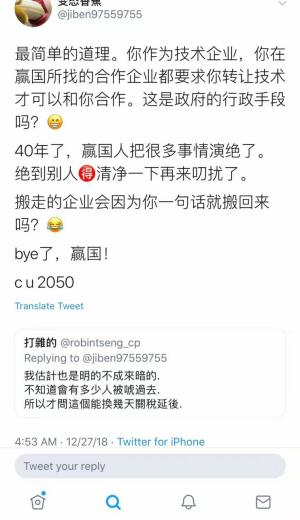 @jiben97559755
最简单的道理。你作为技术企业，你在
赢国所找的合作企业都要求你转让技术
才可以和你合作。这是政府的行政手段
吗？😁
40年了，赢国人把很多事情演绝了。
绝到别人🉐清净一下再来叨扰了。
搬走的企业会因为你一句话就搬回来
吗？😂
bye了，赢国！
c u 2050
Translate Tweet
打雜的 @robintseng_cp
Replying to @jiben97559755
我估計也是明的不成來暗的.
不知道會有多少人被唬過去.
所以才問這個能換幾天關稅延後.
4:53 AM · 12/27/18 · Twitter for iPhone
Tweet your reply